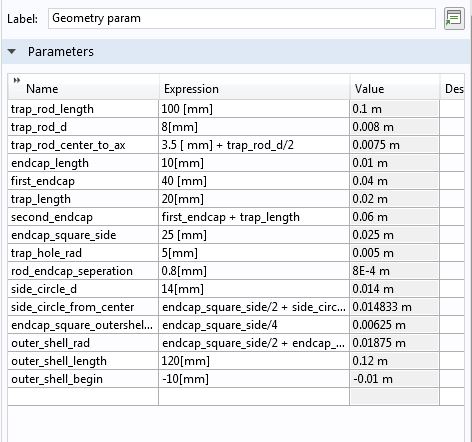 Label: Geometry param
Parameters
Name Expression Value Des
trap_rod_length 100 [mm] 0.1 m
trap_rod_d 8[mm] 0.008 m
trap_rod_center_to_ax 3.5 [ mm] + trap_rod_d/2 0.0075 m
endcap_length 10[mm] 0.01 m
first_endcap 40 [mm] 0.04 m
trap_length 20[mm] 0.02 m
second_endcap first_endcap + trap_length 0.06 m
endcap_square_side 25 [mm] 0.025 m
trap_hole_rad 5[mm] 0.005 m
rod_endcap_seperation 0.8[mm] 8E-4 m
side_circle_d 14[mm] 0.014 m
side_circle_from_center endcap_square_side/2 + side_circ... 0.014833 m
endcap_square_outershel... endcap_square_side/4 0.00625 m
outer_shell_rad endcap_square_side/2 + endcap_... 0.01875 m
outer_shell_length 120[mm] 0.12 m
outer_shell_begin -10[mm] -0.01 m